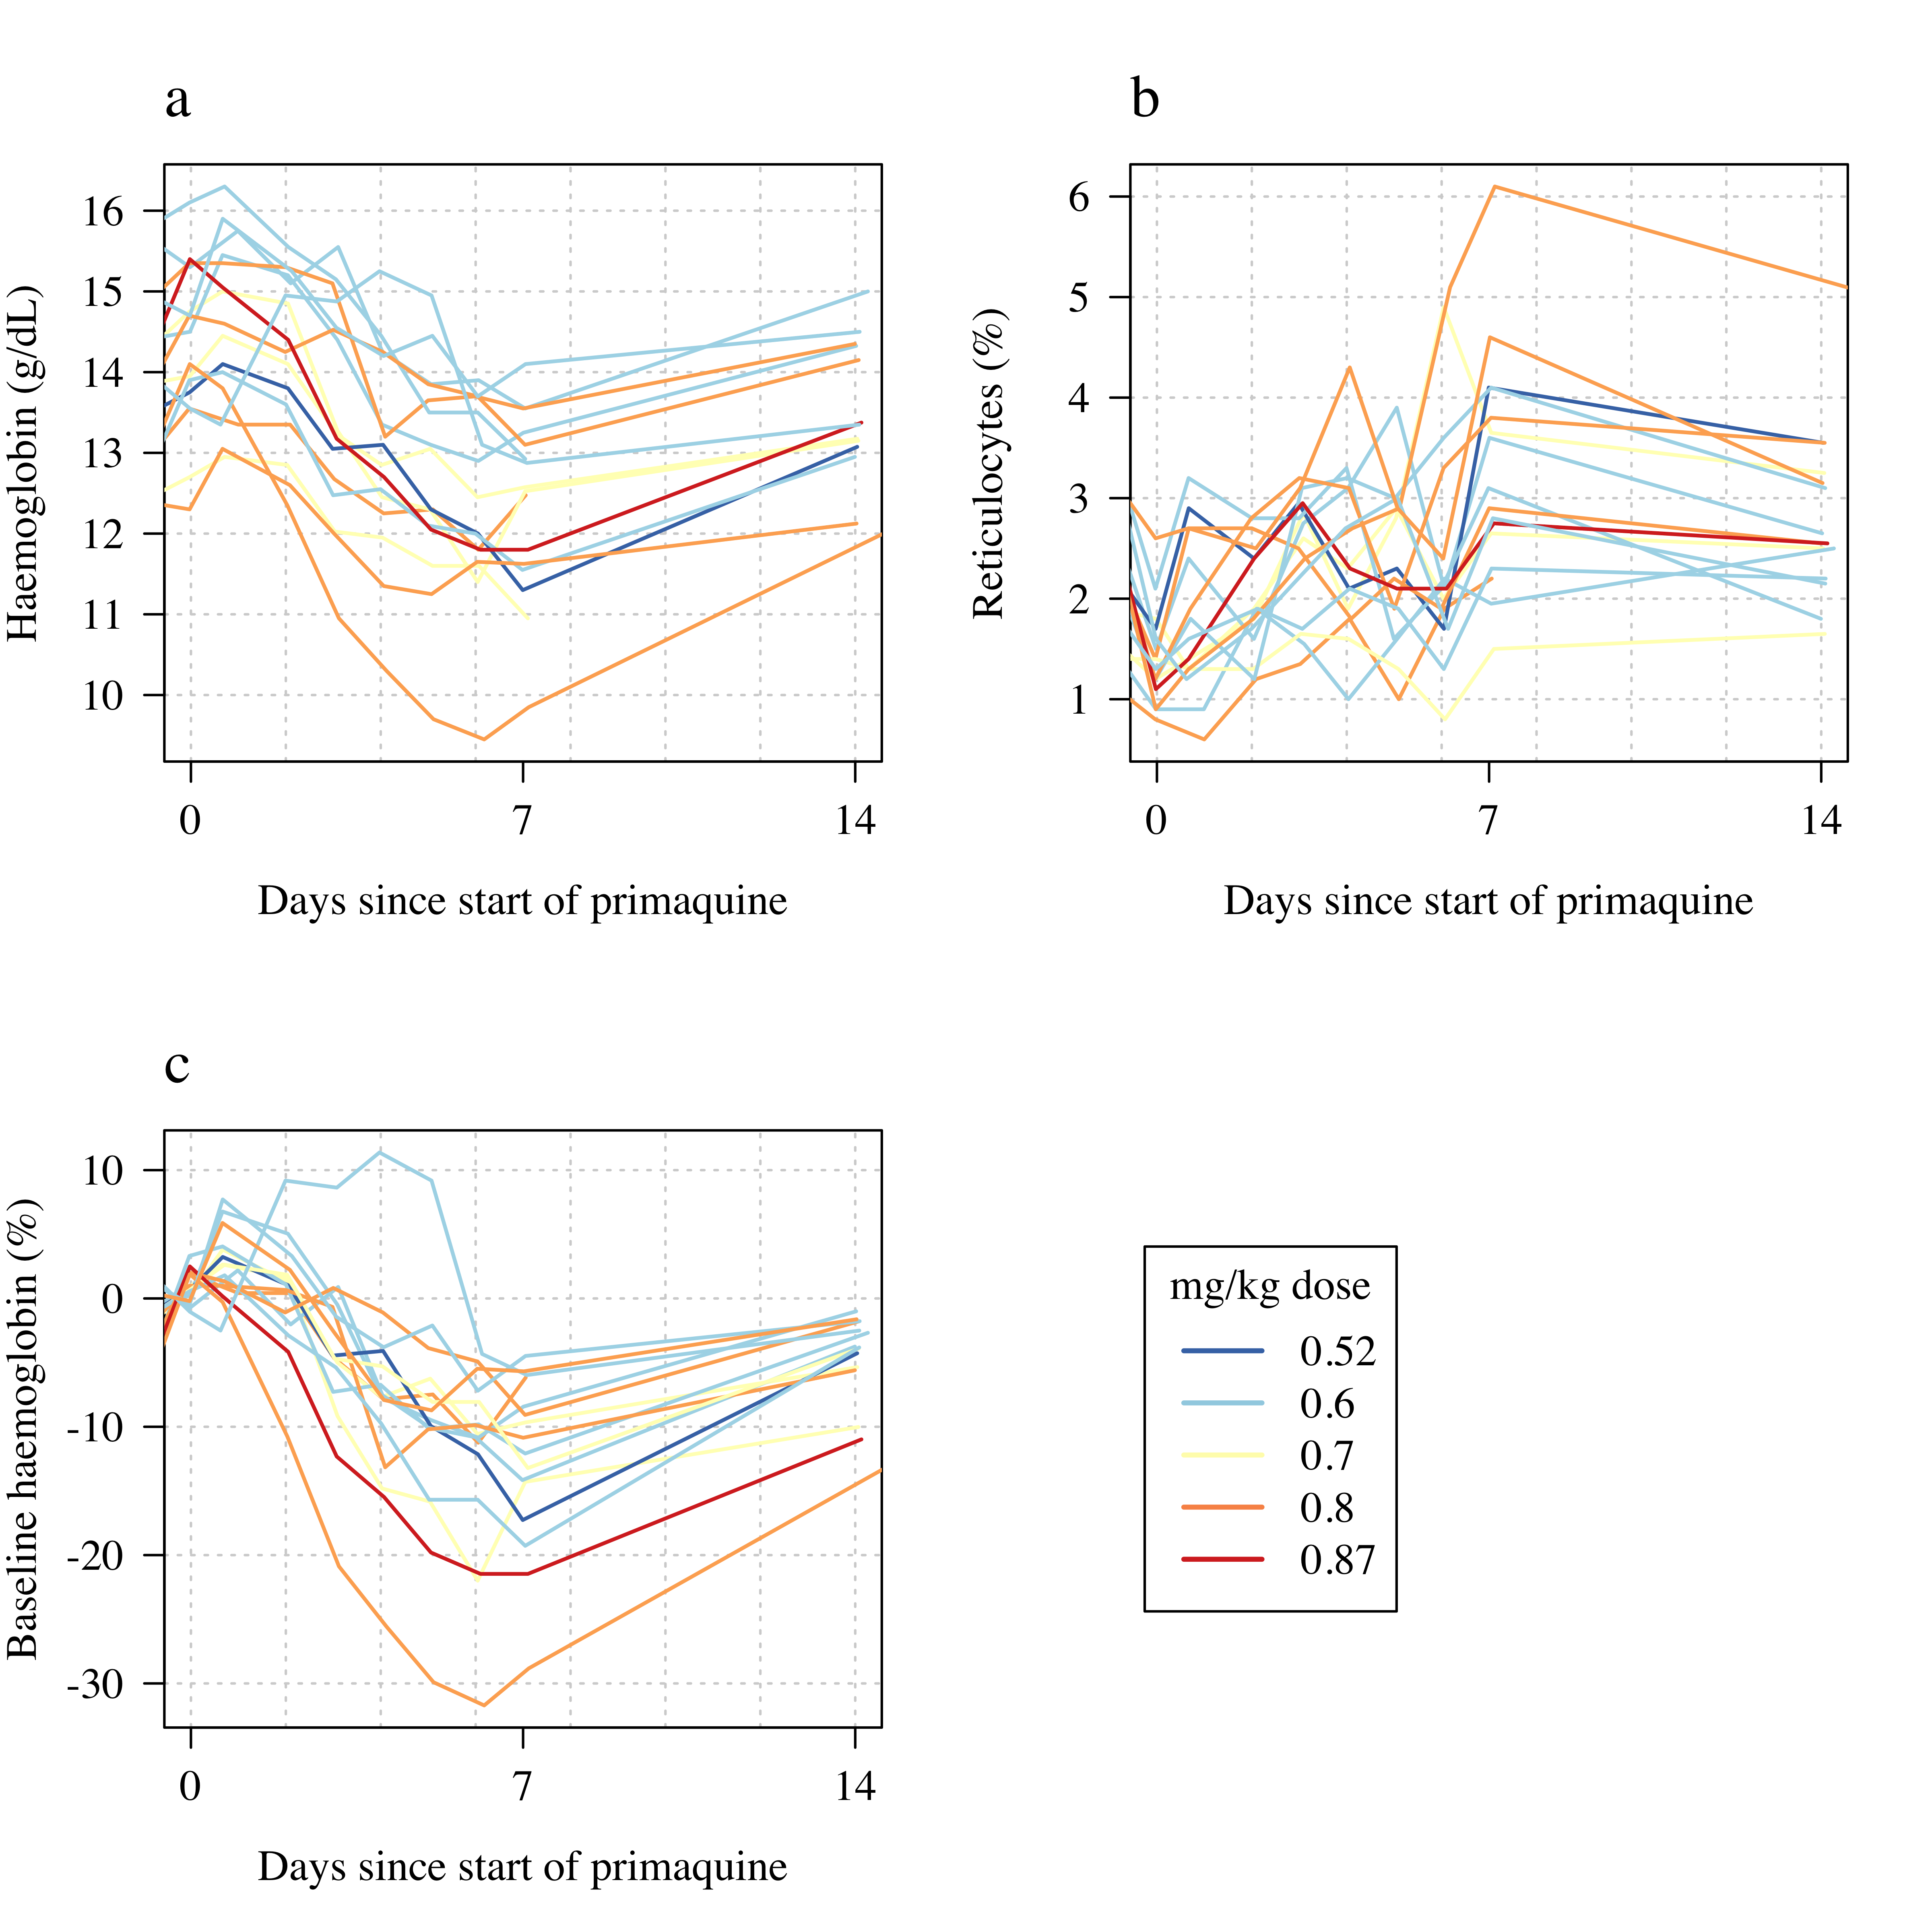 a
Haemoglobin (g/dL)
16
15
14
13
12
11
10
0 7 14
Days since start of primaquine
b
Reticulocytes (%)
6
5
4
3
2
1
0 7 14
Days since start of primaquine
c
Baseline haemoglobin (%)
10
0
-10
-20
-30
0 7 14
Days since start of primaquine
mg/kg dose
0.52
0.6
0.7
0.8
0.87